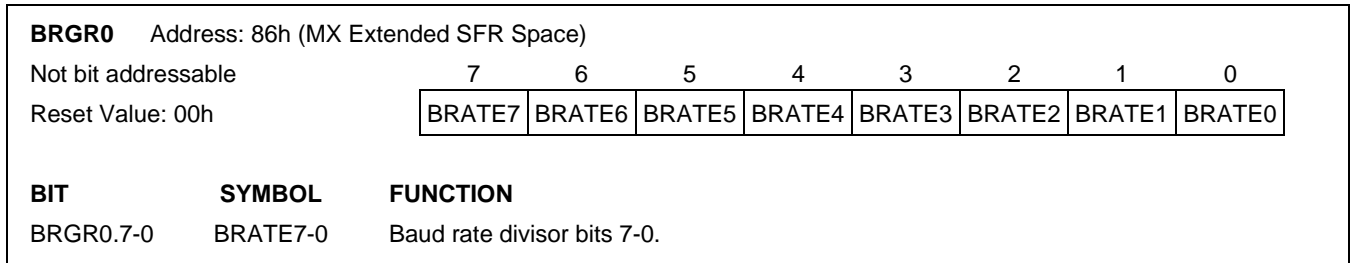 BRGR0 Address: 86h (MX Extended SFR Space)
Not bit addressable 7 6 5 4 3 2 1 0
Reset Value: 00h BRATE7 BRATE6 BRATE5 BRATE4 BRATE3 BRATE2 BRATE1 BRATE0
BIT SYMBOL FUNCTION
BRGR0.7-0 BRATE7-0 Baud rate divisor bits 7-0.